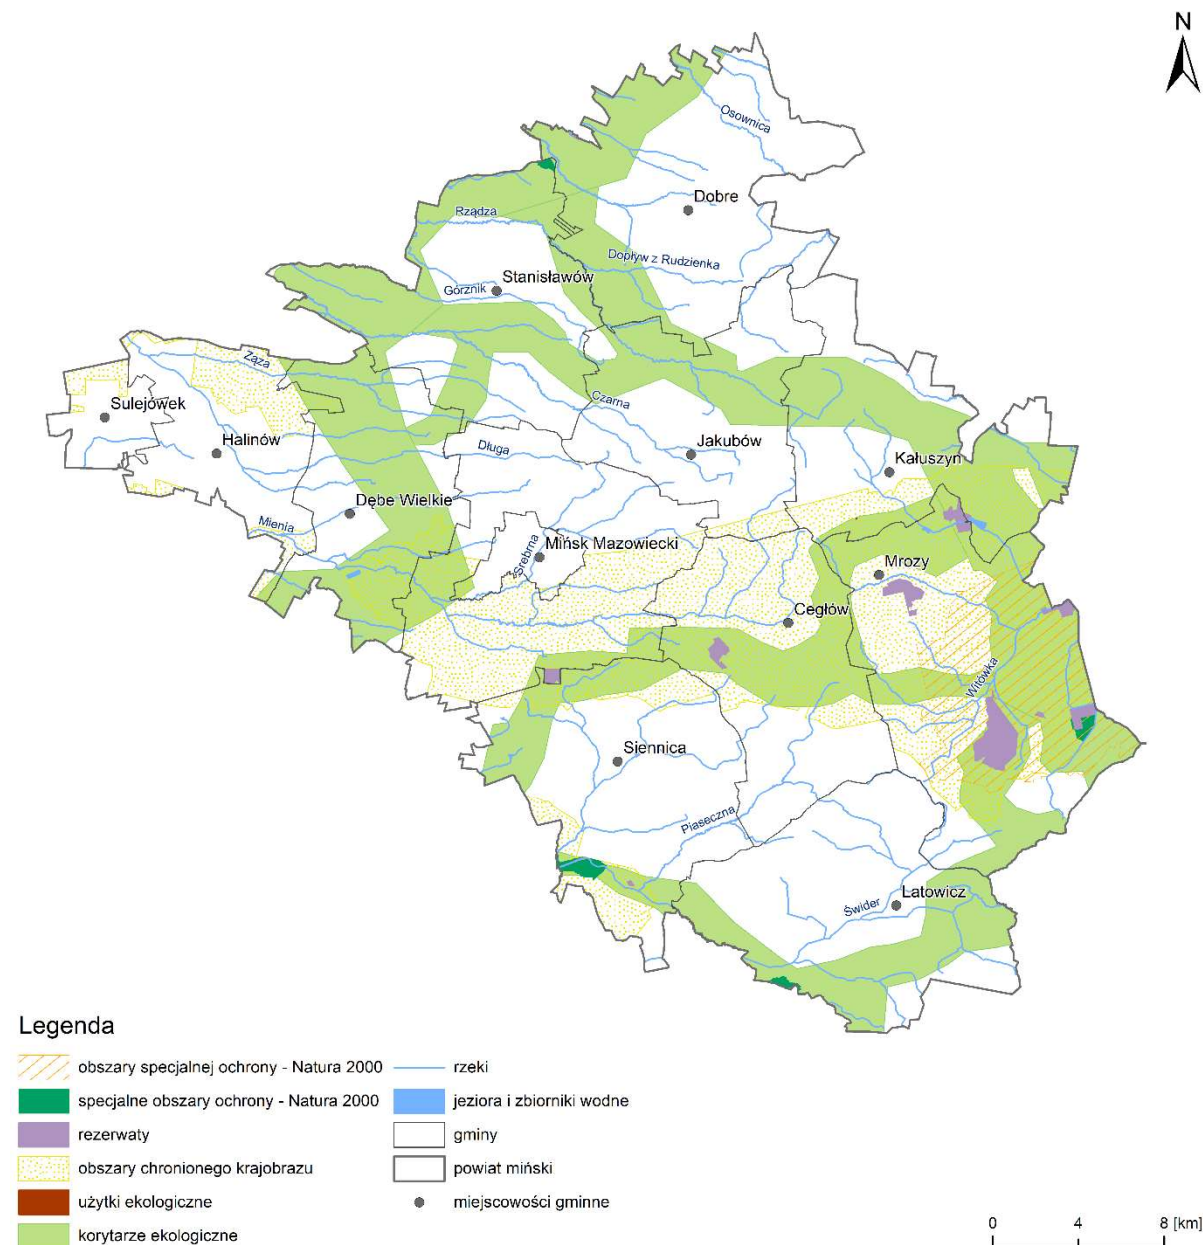 N
Osownica
Dobre
Rządza
Dopływ z Rudzienka
Stanisławów
Górznik
Ząza
Sulejówek
Czarna
Halinów
Długa
Jakubów
Kałuszyn
Dębe Wielkie
Mienia
Srebrna
Mińsk Mazowiecki
Mrozy
Cegłów
Witówka
Siennica
Piaseczna
Latowicz
Świder
Legenda
obszary specjalnej ochrony - Natura 2000
specjalne obszary ochrony - Natura 2000
rezerwaty
obszary chronionego krajobrazu
użytki ekologiczne
korytarze ekologiczne
rzeki
jeziora i zbiorniki wodne
gminy
powiat miński
miejscowości gminne
0 4 8 [km]